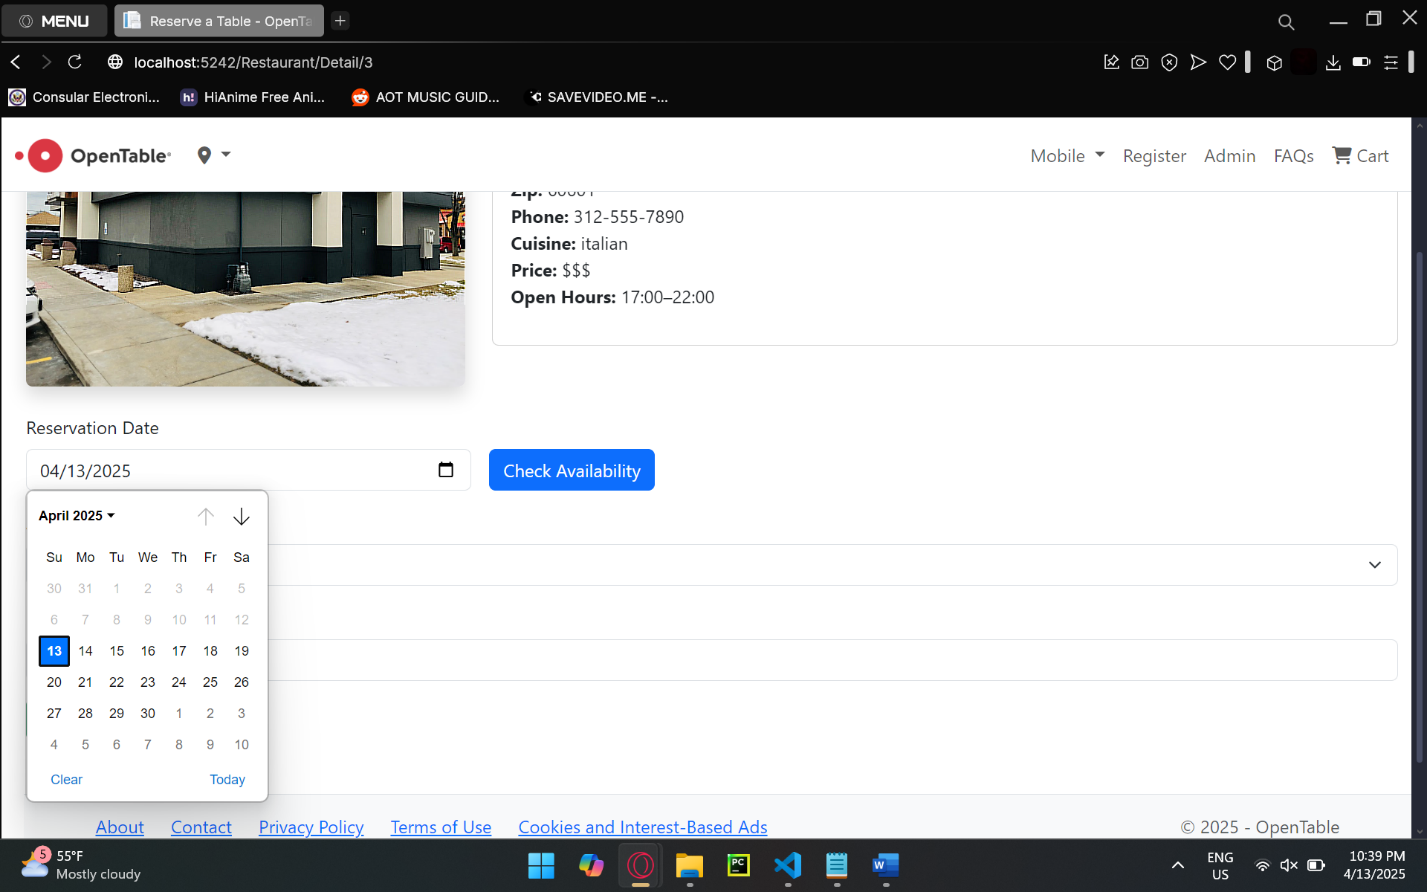 MENU
Reserve a Table - OpenTa
localhost:5242/Restaurant/Detail/3
Consular Electroni...
h! HiAnime Free Ani...
AOT MUSIC GUID...
SAVEVIDEO.ME -...
OpenTable
Mobile Register Admin FAQs Cart
Phone: 312-555-7890
Cuisine: italian
Price: $$$
Open Hours: 17:00–22:00
Reservation Date
04/13/2025
Check Availability
April 2025
Su Mo Tu We Th Fr Sa
30 31 1 2 3 4 5
6 7 8 9 10 11 12
13 14 15 16 17 18 19
20 21 22 23 24 25 26
27 28 29 30 1 2 3
4 5 6 7 8 9 10
Clear Today
About Contact Privacy Policy Terms of Use Cookies and Interest-Based Ads © 2025 - OpenTable
5
55°F
Mostly cloudy
PC
W
ENG
US
10:39 PM
4/13/2025